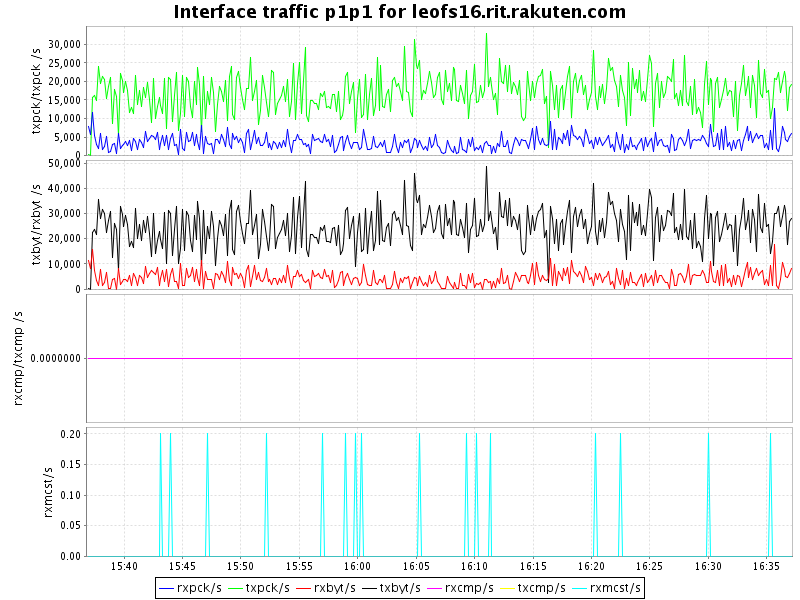 Interface traffic p1p1 for leofs16.rit.rakuten.com
txpck/txpck /s
30,000
25,000
20,000
15,000
10,000
5,000
0
txbyt/rxbyt /s
50,000
40,000
30,000
20,000
10,000
0
rxcmp/txcmp /s
0.0000000
rxmcst/s
0.20
0.15
0.10
0.05
0.00
15:40 15:45 15:50 15:55 16:00 16:05 16:10 16:15 16:20 16:25 16:30 16:35
rxpck/s txpck/s rxbyt/s txbyt/s rxcmp/s txcmp/s rxmcst/s